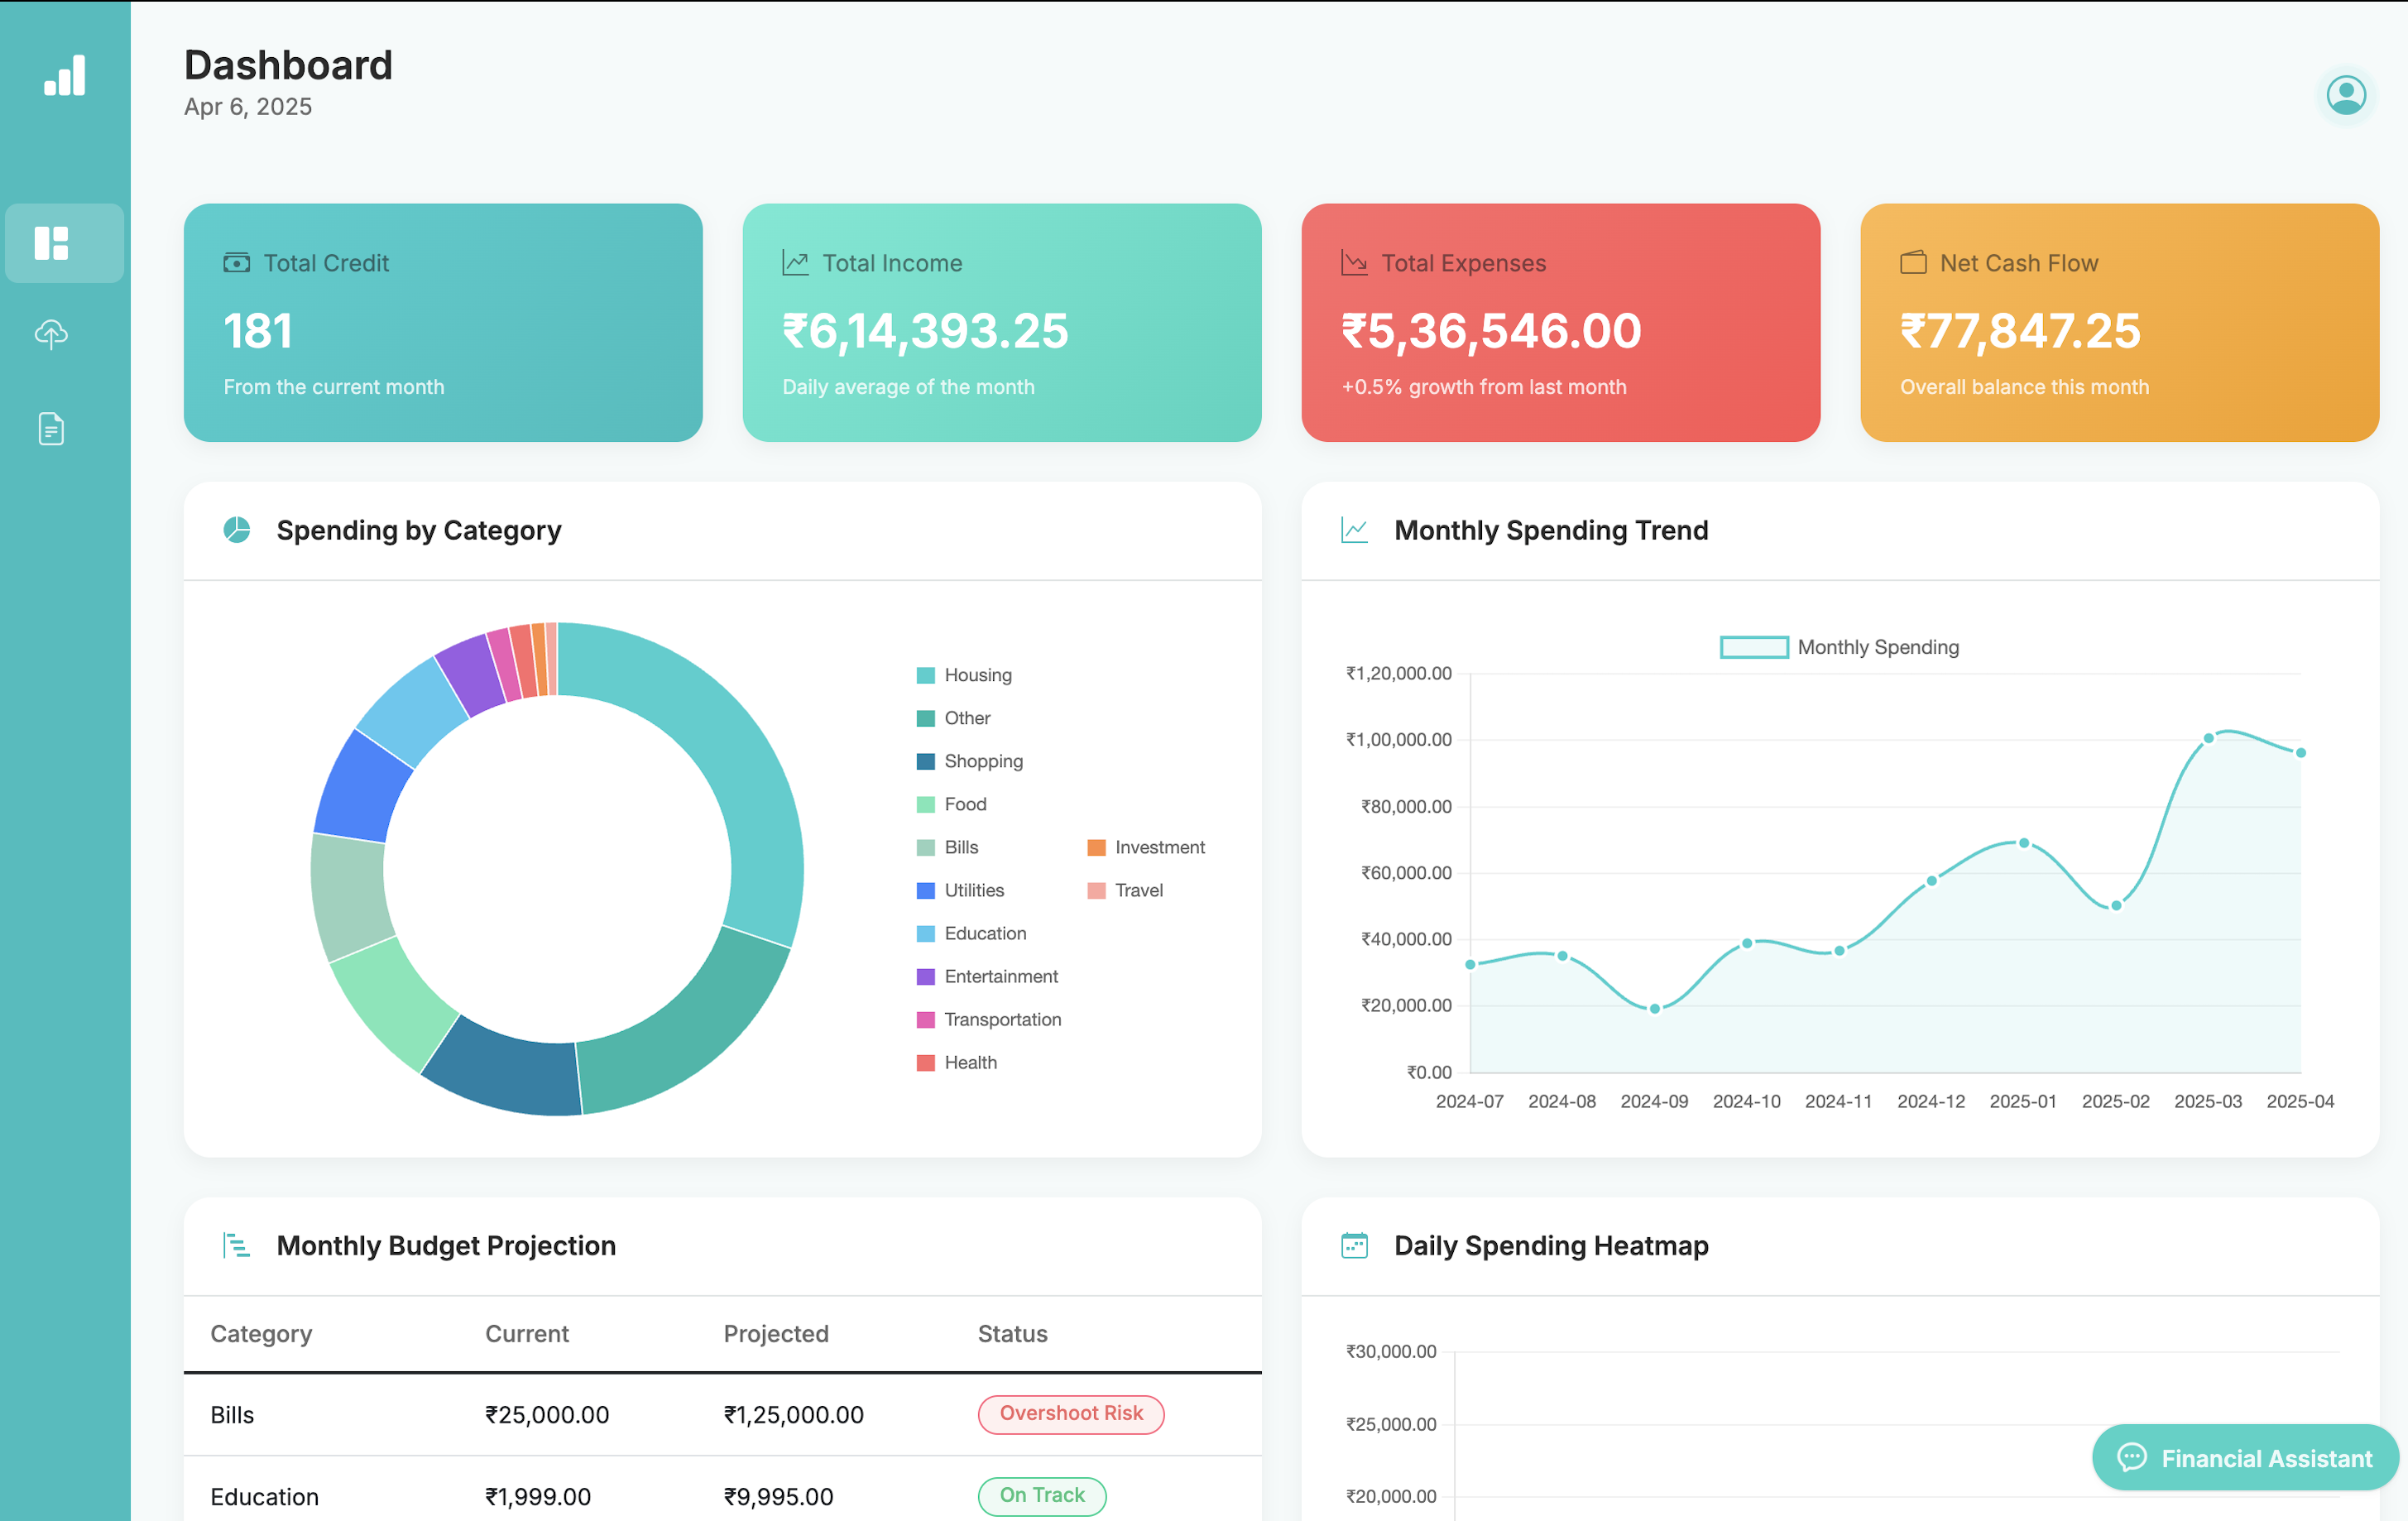 Dashboard
Apr 6, 2025
Total Credit
181
From the current month
Total Income
₹6,14,393.25
Daily average of the month
Total Expenses
₹5,36,546.00
+0.5% growth from last month
Net Cash Flow
₹77,847.25
Overall balance this month
Spending by Category
Housing
Other
Shopping
Food
Bills
Utilities
Education
Entertainment
Transportation
Health
Investment
Travel
Monthly Spending Trend
Monthly Spending
₹1,20,000.00
₹1,00,000.00
₹80,000.00
₹60,000.00
₹40,000.00
₹20,000.00
₹0.00
2024-07 2024-08 2024-09 2024-10 2024-11 2024-12 2025-01 2025-02 2025-03 2025-04
Monthly Budget Projection
Category Current Projected Status
Bills ₹25,000.00 ₹1,25,000.00 Overshoot Risk
Education ₹1,999.00 ₹9,995.00 On Track
Daily Spending Heatmap
₹30,000.00
₹25,000.00
₹20,000.00
Financial Assistant